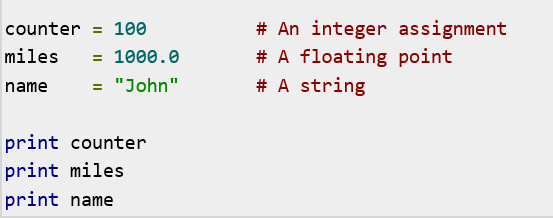 counter = 100          # An integer assignment
miles   = 1000.0       # A floating point
name    = "John"       # A string
print counter
print miles
print name